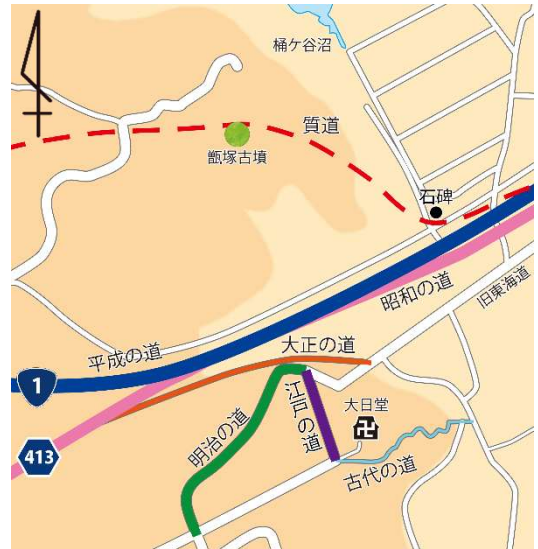 桶ケ谷沼
質道
甑塚古墳
石碑
昭和の道
旧東海道
平成の道
大正の道
1
江戸の道
大日堂
明治の道
413
古代の道